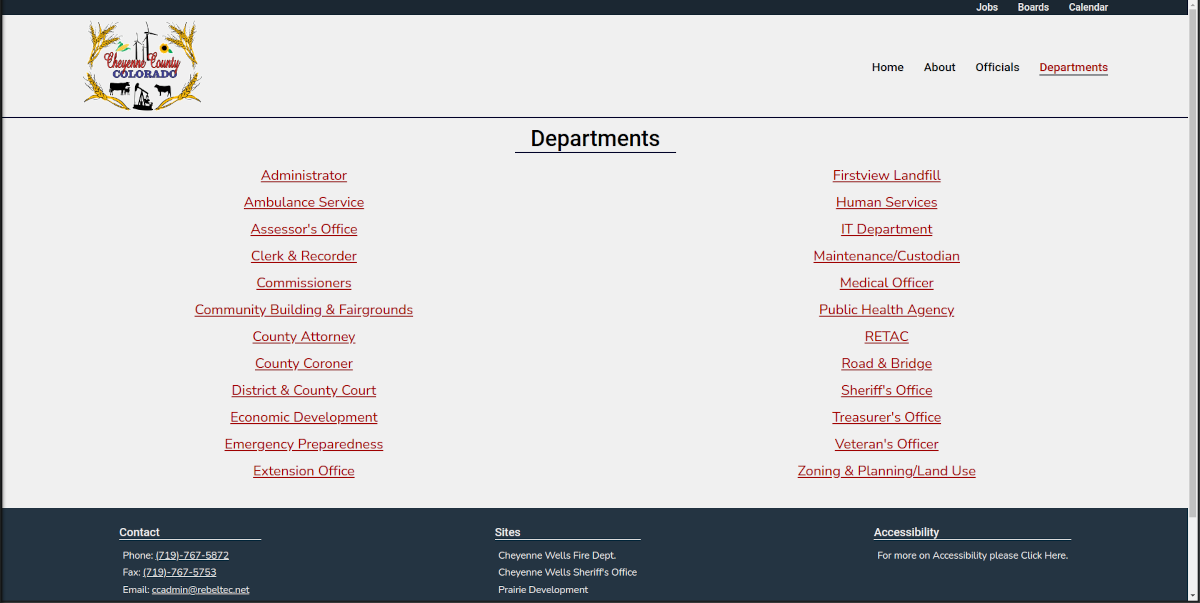 Jobs Boards Calendar
Cheyenne County
COLORADO
Home About Officials Departments
Departments
Administrator
Ambulance Service
Assessor's Office
Clerk & Recorder
Commissioners
Community Building & Fairgrounds
County Attorney
County Coroner
District & County Court
Economic Development
Emergency Preparedness
Extension Office
Firstview Landfill
Human Services
IT Department
Maintenance/Custodian
Medical Officer
Public Health Agency
RETAC
Road & Bridge
Sheriff's Office
Treasurer's Office
Veteran's Officer
Zoning & Planning/Land Use
Contact
Phone: (719)-767-5872
Fax: (719)-767-5753
Email: ccadmin@rebeltec.net
Sites
Cheyenne Wells Fire Dept.
Cheyenne Wells Sheriff's Office
Prairie Development
Accessibility
For more on Accessibility please Click Here.